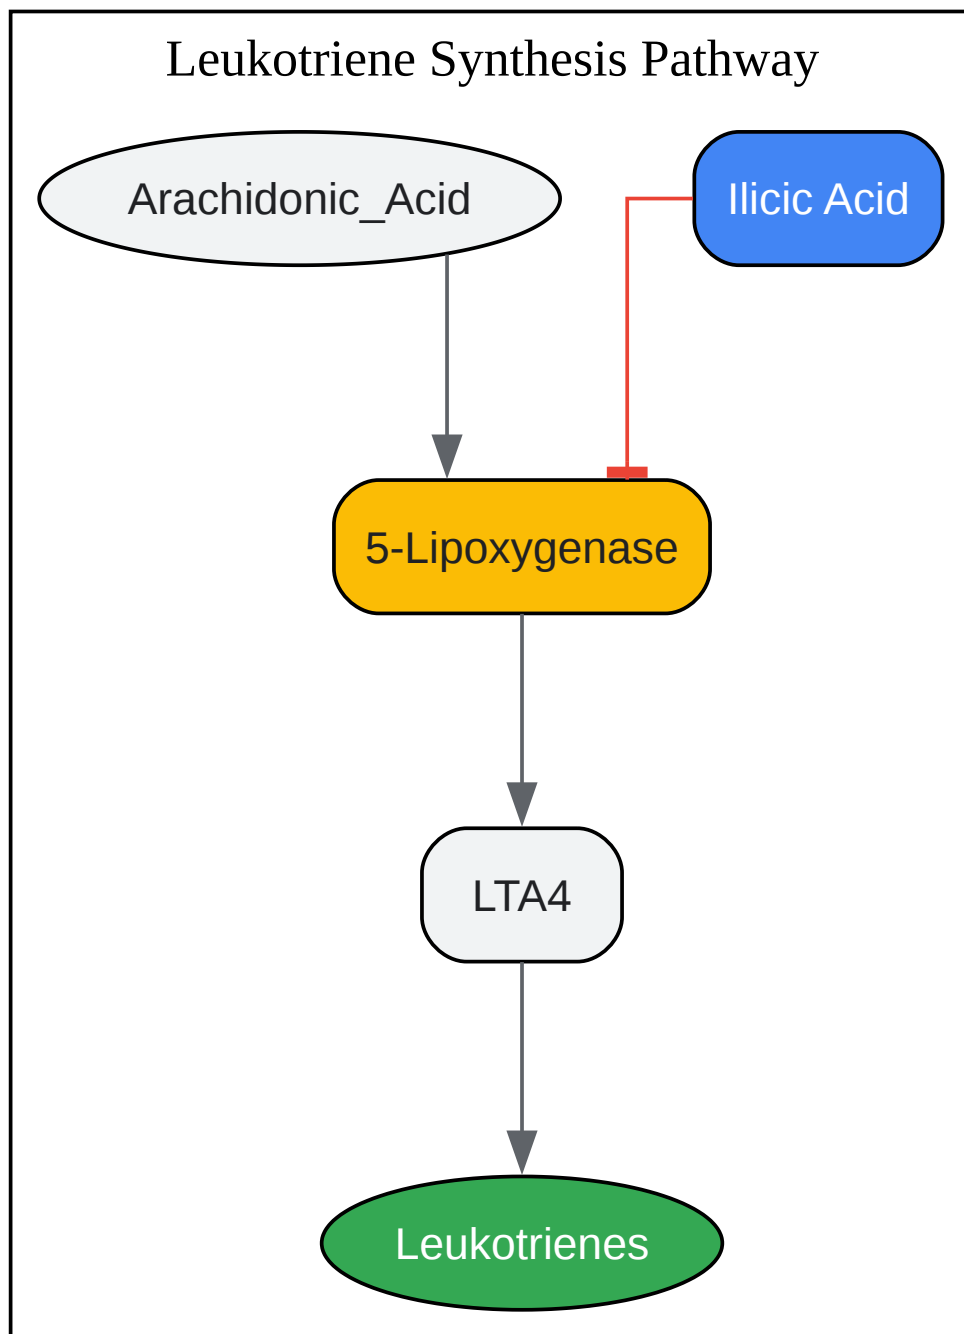 Leukotriene Synthesis Pathway
Arachidonic_Acid
Ilicic Acid
5-Lipoxygenase
LTA4
Leukotrienes